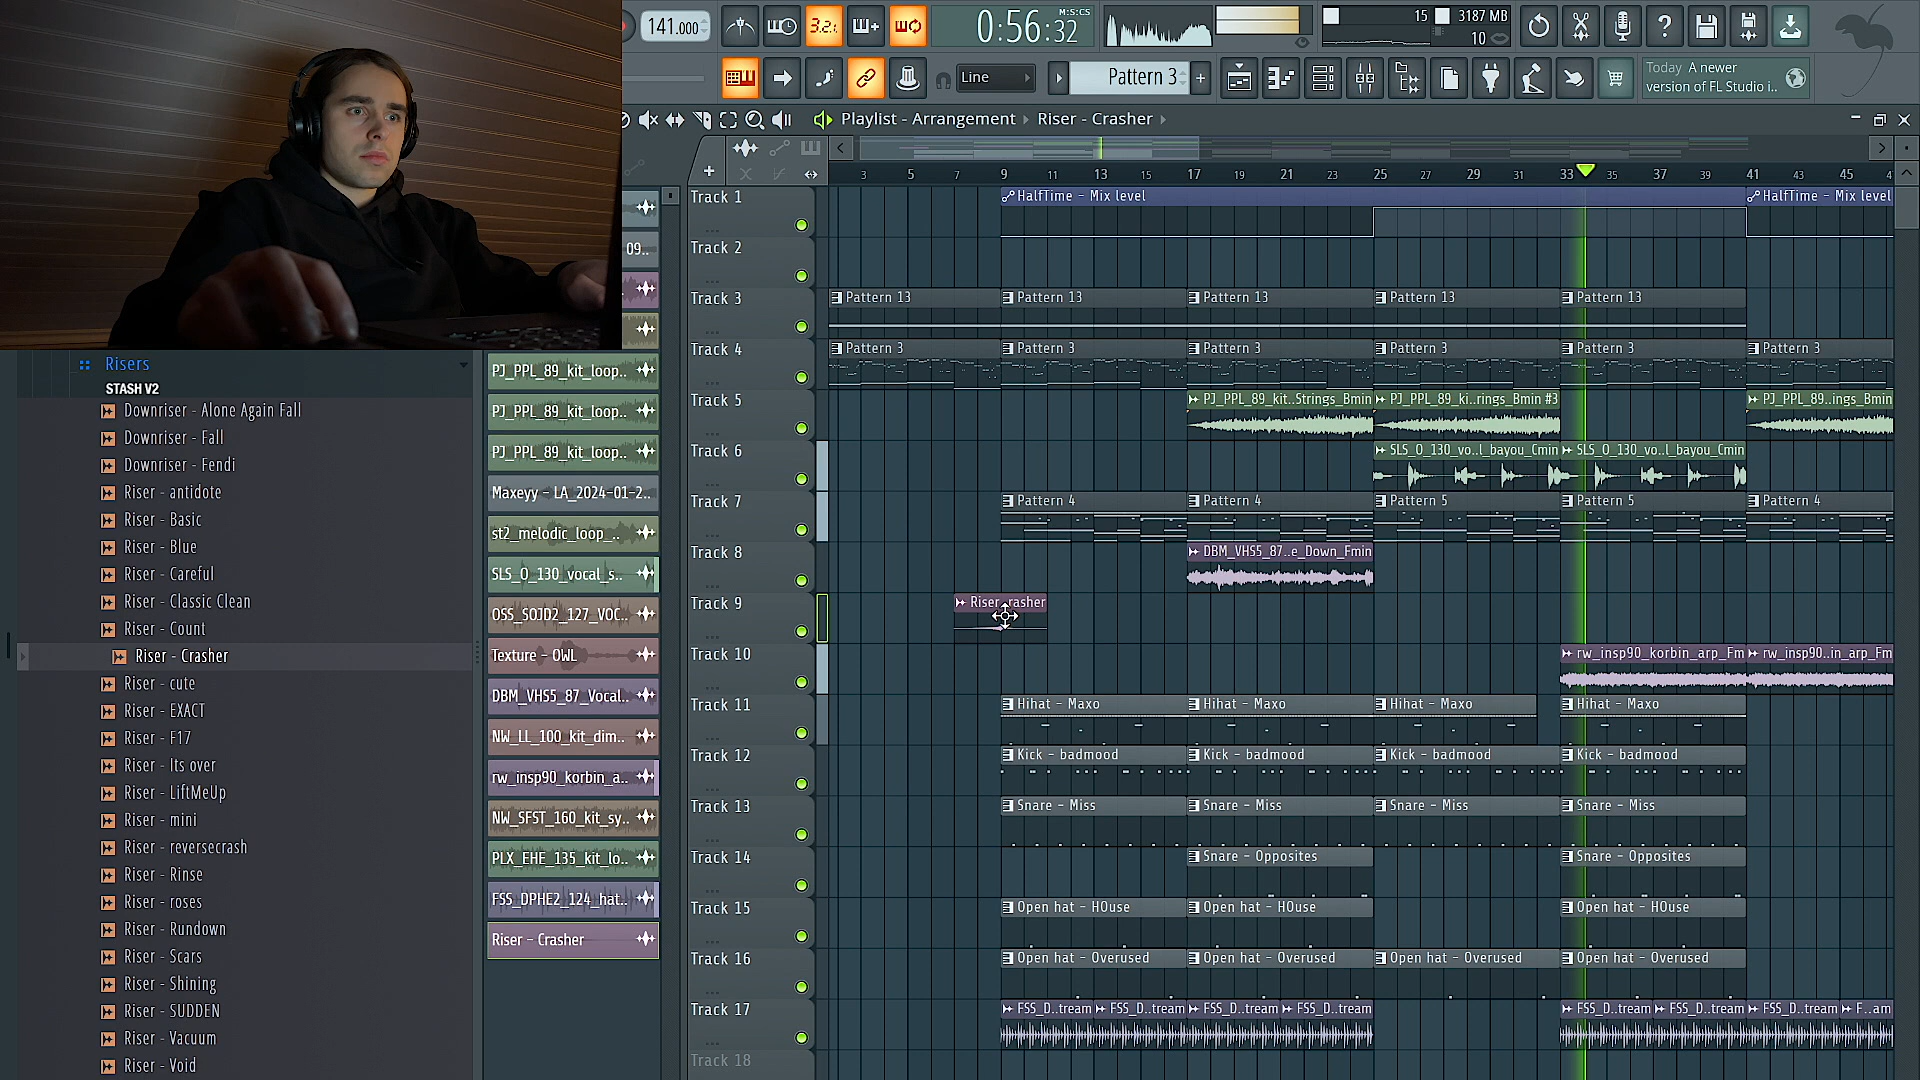 141.000
3.2.
0:56:32
M:S:CS
15
3187 MB
10
Line
Pattern 3
Today A newer
version of FL Studio i..
Playlist - Arrangement
Riser - Crasher
3 5 7 9 11 13 15 17 19 21 23 25 27 29 31 33 35 37 39 41 43 45 4
Track 1
HalfTime - Mix level
HalfTime - Mix level
Track 2
09..
Track 3
Pattern 13
Pattern 13
Pattern 13
Pattern 13
Pattern 13
Track 4
Pattern 3
Pattern 3
Pattern 3
Pattern 3
Pattern 3
Pattern 3
Track 5
PJ_PPL_89_kit..Strings_Bmin
PJ_PPL_89_ki..rings_Bmin #3
PJ_PPL_89..ings_Bmin
Track 6
SLS_O_130_vo..l_bayou_Cmin
SLS_O_130_vo..l_bayou_Cmin
Track 7
Pattern 4
Pattern 4
Pattern 5
Pattern 5
Pattern 4
Track 8
DBM_VHS5_87..e_Down_Fmin
Track 9
Riser rasher
Track 10
rw_insp90_korbin_arp_Fm
rw_insp90..in_arp_Fm
Track 11
Hihat - Maxo
Hihat - Maxo
Hihat - Maxo
Hihat - Maxo
Track 12
Kick - badmood
Kick - badmood
Kick - badmood
Kick - badmood
Track 13
Snare - Miss
Snare - Miss
Snare - Miss
Snare - Miss
Track 14
Snare - Opposites
Snare - Opposites
Track 15
Open hat - HOuse
Open hat - HOuse
Open hat - HOuse
Track 16
Open hat - Overused
Open hat - Overused
Open hat - Overused
Open hat - Overused
Track 17
FSS_D..tream
FSS_D..tream
FSS_D..tream
FSS_D..tream
FSS_D..tream
FSS_D..tream
FSS_D..tream
F..am
Track 18
Risers
STASH V2
Downriser - Alone Again Fall
Downriser - Fall
Downriser - Fendi
Riser - antidote
Riser - Basic
Riser - Blue
Riser - Careful
Riser - Classic Clean
Riser - Count
Riser - Crasher
Riser - cute
Riser - EXACT
Riser - F17
Riser - Its over
Riser - LiftMeUp
Riser - mini
Riser - reversecrash
Riser - Rinse
Riser - roses
Riser - Rundown
Riser - Scars
Riser - Shining
Riser - SUDDEN
Riser - Vacuum
Riser - Void
PJ_PPL_89_kit_loop..
PJ_PPL_89_kit_loop..
PJ_PPL_89_kit_loop..
Maxeyy - LA_2024-01-2..
st2_melodic_loop_..
SLS_O_130_vocal_s..
OSS_SOJD2_127_VOC..
Texture - OWL
DBM_VHS5_87_Vocal..
NW_LL_100_kit_dim..
rw_insp90_korbin_a..
NW_SFST_160_kit_sy..
PLX_EHE_135_kit_lo..
FSS_DPHE2_124_hat..
Riser - Crasher